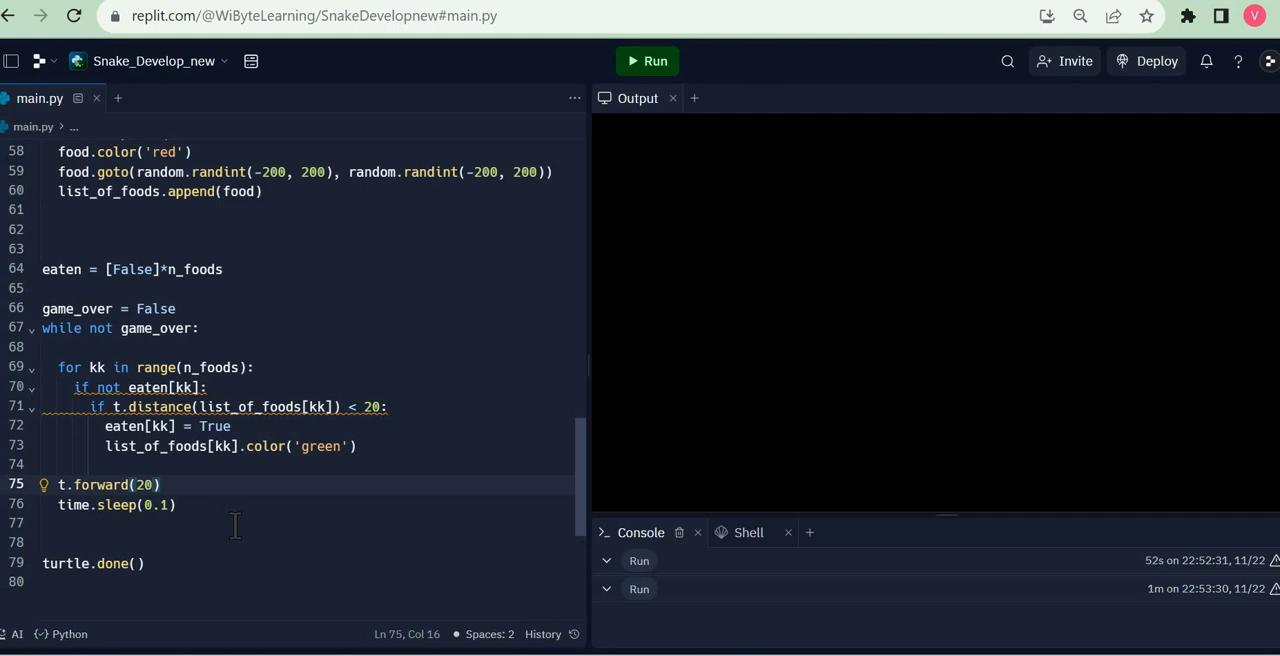 replit.com/@WiByteLearning/SnakeDevelopnew#main.py
V
Snake_Develop_new
Run
Invite
Deploy
main.py
Output
main.py > ...
58 food.color('red')
59 food.goto(random.randint(-200, 200), random.randint(-200, 200))
60 list_of_foods.append(food)
61
62
63
64 eaten = [False]*n_foods
65
66 game_over = False
67 while not game_over:
68
69 for kk in range(n_foods):
70 if not eaten[kk]:
71 if t.distance(list_of_foods[kk]) < 20:
72 eaten[kk] = True
73 list_of_foods[kk].color('green')
74
75 t.forward(20)
76 time.sleep(0.1)
77
78
79 turtle.done()
80
Console
Shell
Run
52s on 22:52:31, 11/22
Run
1m on 22:53:30, 11/22
AI
Python
Ln 75, Col 16
Spaces: 2
History